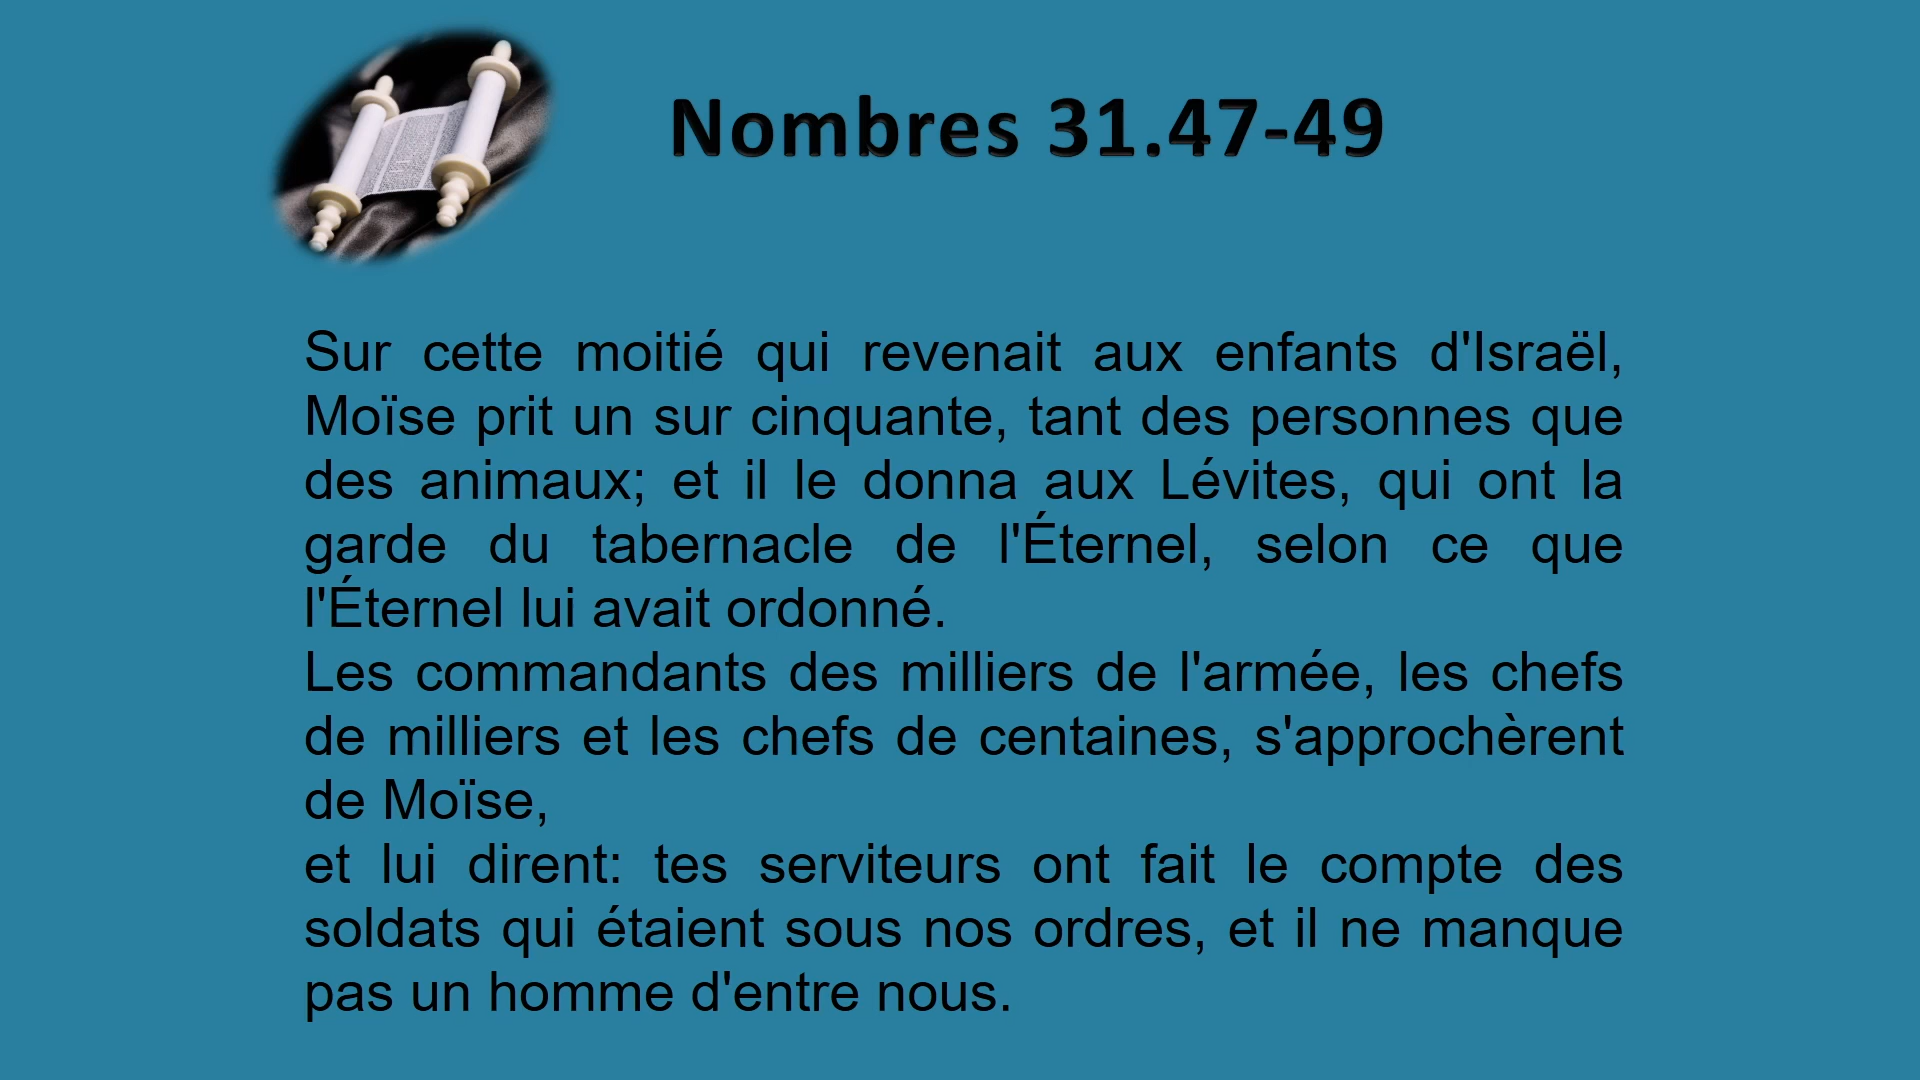 Nombres 31.47-49
Sur cette moitié qui revenait aux enfants d'Israël,
Moïse prit un sur cinquante, tant des personnes que
des animaux; et il le donna aux Lévites, qui ont la
garde du tabernacle de l'Éternel, selon ce que
l'Éternel lui avait ordonné.
Les commandants des milliers de l'armée, les chefs
de milliers et les chefs de centaines, s'approchèrent
de Moïse,
et lui dirent: tes serviteurs ont fait le compte des
soldats qui étaient sous nos ordres, et il ne manque
pas un homme d'entre nous.